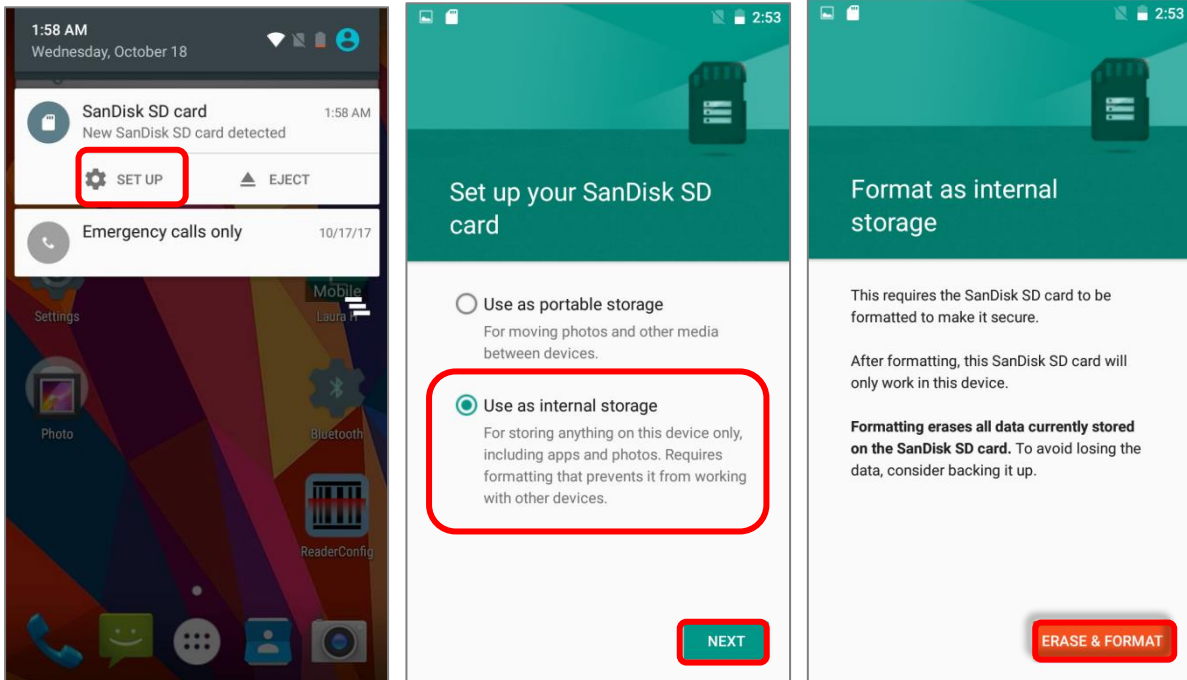 1:58 AM
Wednesday, October 18
SanDisk SD card 1:58 AM
New SanDisk SD card detected
SET UP EJECT
Emergency calls only 10/17/17
Mobile
Settings Laura H
Photo Bluetooth
ReaderConfig
2:53
Set up your SanDisk SD
card
Use as portable storage
For moving photos and other media
between devices.
Use as internal storage
For storing anything on this device only,
including apps and photos. Requires
formatting that prevents it from working
with other devices.
NEXT
2:53
Format as internal
storage
This requires the SanDisk SD card to be
formatted to make it secure.
After formatting, this SanDisk SD card will
only work in this device.
Formatting erases all data currently stored
on the SanDisk SD card. To avoid losing the
data, consider backing it up.
ERASE & FORMAT